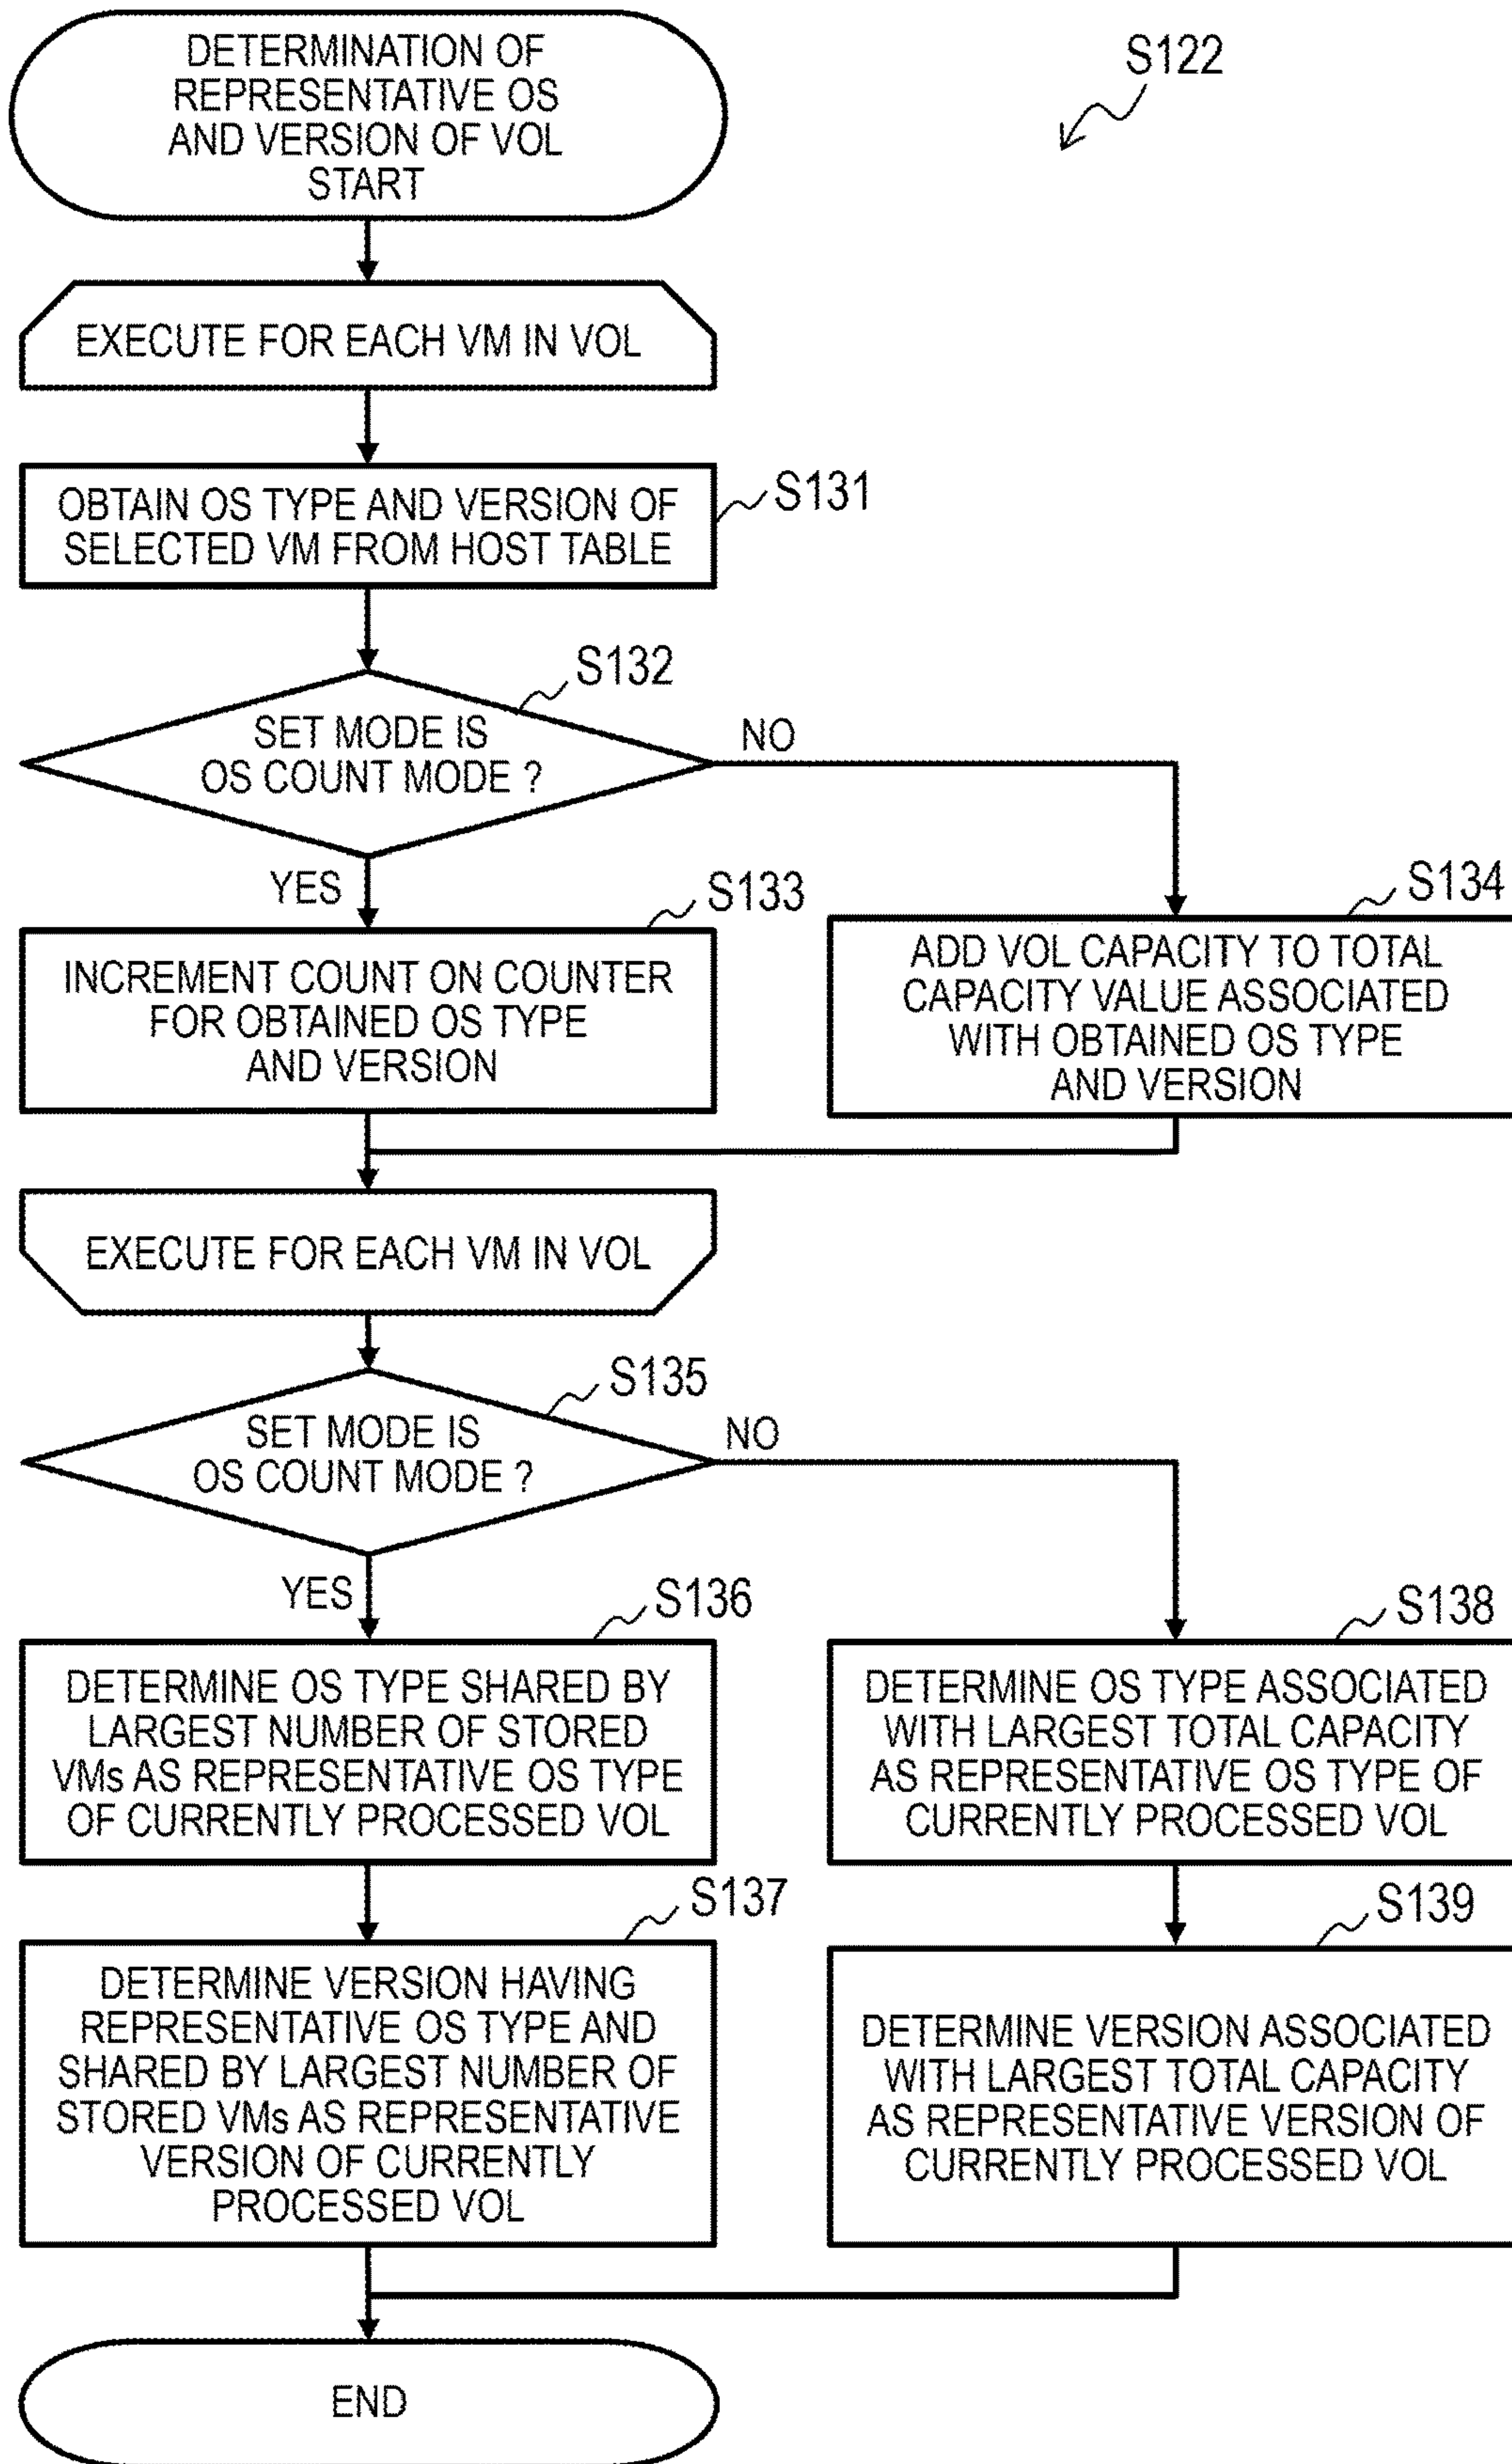 DETERMINATION OF
REPRESENTATIVE OS
AND VERSION OF VOL
START
S122
EXECUTE FOR EACH VM IN VOL
OBTAIN OS TYPE AND VERSION OF
SELECTED VM FROM HOST TABLE
S131
S132
SET MODE IS
OS COUNT MODE ?
NO
YES
S133
INCREMENT COUNT ON COUNTER
FOR OBTAINED OS TYPE
AND VERSION
S134
ADD VOL CAPACITY TO TOTAL
CAPACITY VALUE ASSOCIATED
WITH OBTAINED OS TYPE
AND VERSION
EXECUTE FOR EACH VM IN VOL
S135
SET MODE IS
OS COUNT MODE ?
NO
YES
S136
DETERMINE OS TYPE SHARED BY
LARGEST NUMBER OF STORED
VMs AS REPRESENTATIVE OS TYPE
OF CURRENTLY PROCESSED VOL
S138
DETERMINE OS TYPE ASSOCIATED
WITH LARGEST TOTAL CAPACITY
AS REPRESENTATIVE OS TYPE OF
CURRENTLY PROCESSED VOL
S137
DETERMINE VERSION HAVING
REPRESENTATIVE OS TYPE AND
SHARED BY LARGEST NUMBER OF
STORED VMs AS REPRESENTATIVE
VERSION OF CURRENTLY
PROCESSED VOL
S139
DETERMINE VERSION ASSOCIATED
WITH LARGEST TOTAL CAPACITY
AS REPRESENTATIVE VERSION OF
CURRENTLY PROCESSED VOL
END